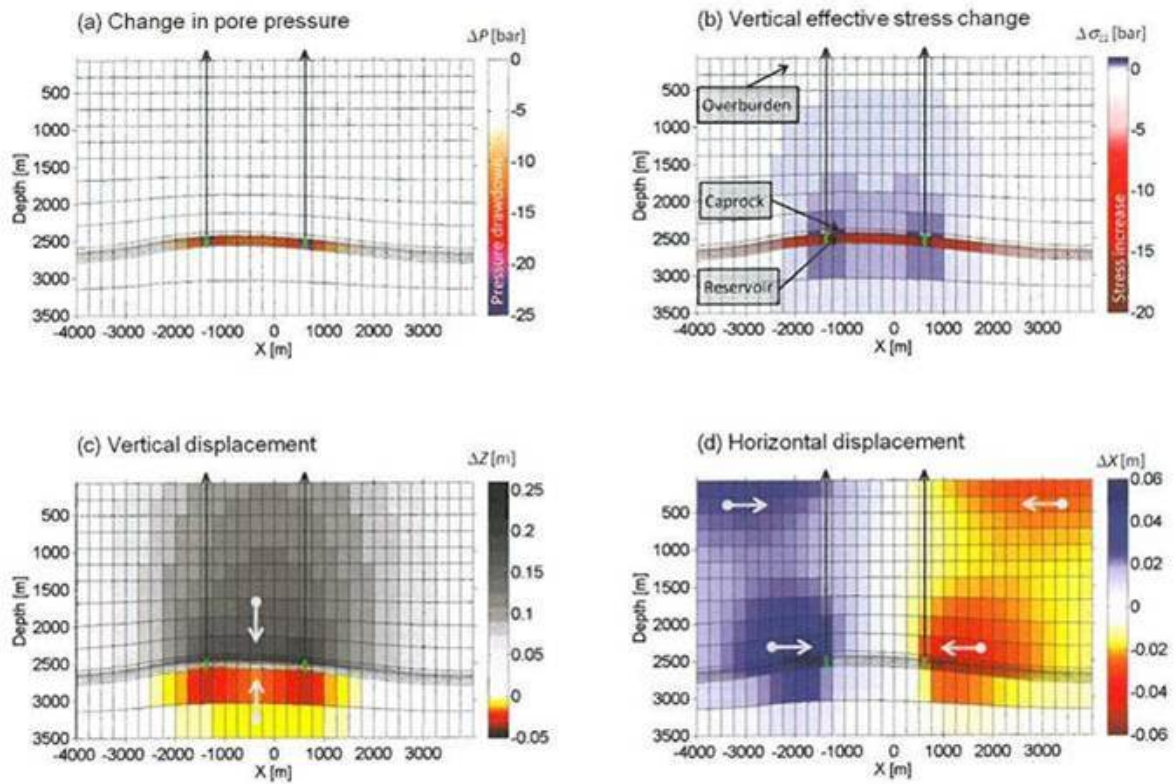 (a) Change in pore pressure
ΔP [bar]
0
-5
-10
-15
-20
-25
Pressure drawdown
500
1000
1500
2000
2500
3000
3500
Depth [m]
-4000 -3000 -2000 -1000 0 1000 2000 3000
X [m]
(b) Vertical effective stress change
Δσzz [bar]
0
-5
-10
-15
-20
Stress increase
Overburden
Caprock
Reservoir
500
1000
1500
2000
2500
3000
3500
Depth [m]
-4000 -3000 -2000 -1000 0 1000 2000 3000
X [m]
(c) Vertical displacement
ΔZ [m]
0.25
0.2
0.15
0.1
0.05
0
-0.05
500
1000
1500
2000
2500
3000
3500
Depth [m]
-4000 -3000 -2000 -1000 0 1000 2000 3000
X [m]
(d) Horizontal displacement
ΔX [m]
0.06
0.04
0.02
0
-0.02
-0.04
-0.06
500
1000
1500
2000
2500
3000
3500
Depth [m]
-4000 -3000 -2000 -1000 0 1000 2000 3000
X [m]